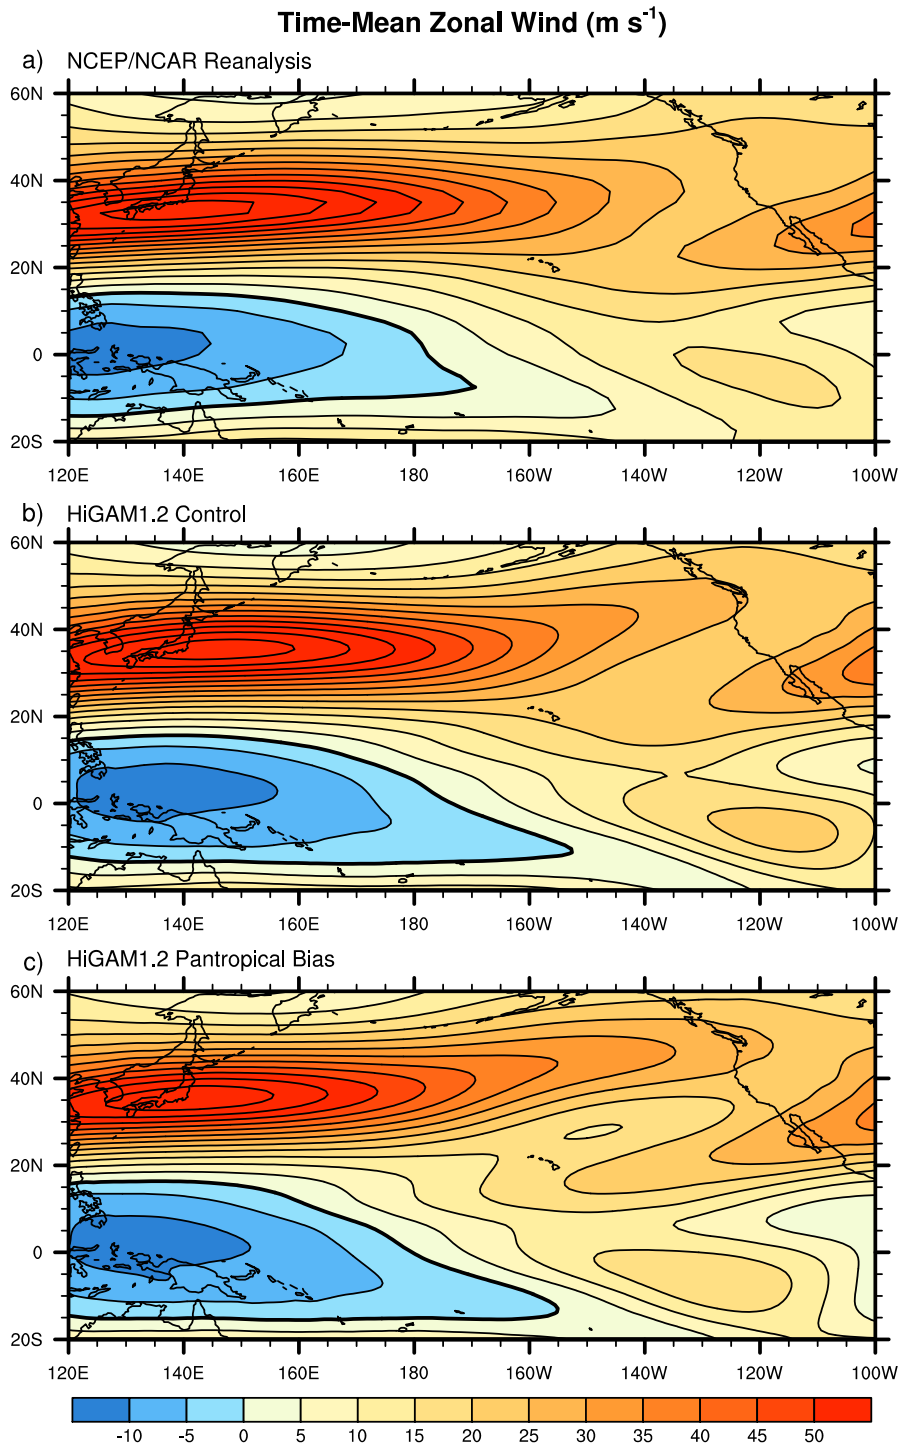 Time-Mean Zonal Wind (m s⁻¹)
a) NCEP/NCAR Reanalysis
60N
40N
20N
0
20S
120E 140E 160E 180 160W 140W 120W 100W
b) HiGAM1.2 Control
60N
40N
20N
0
20S
120E 140E 160E 180 160W 140W 120W 100W
c) HiGAM1.2 Pantropical Bias
60N
40N
20N
0
20S
120E 140E 160E 180 160W 140W 120W 100W
-10 -5 0 5 10 15 20 25 30 35 40 45 50